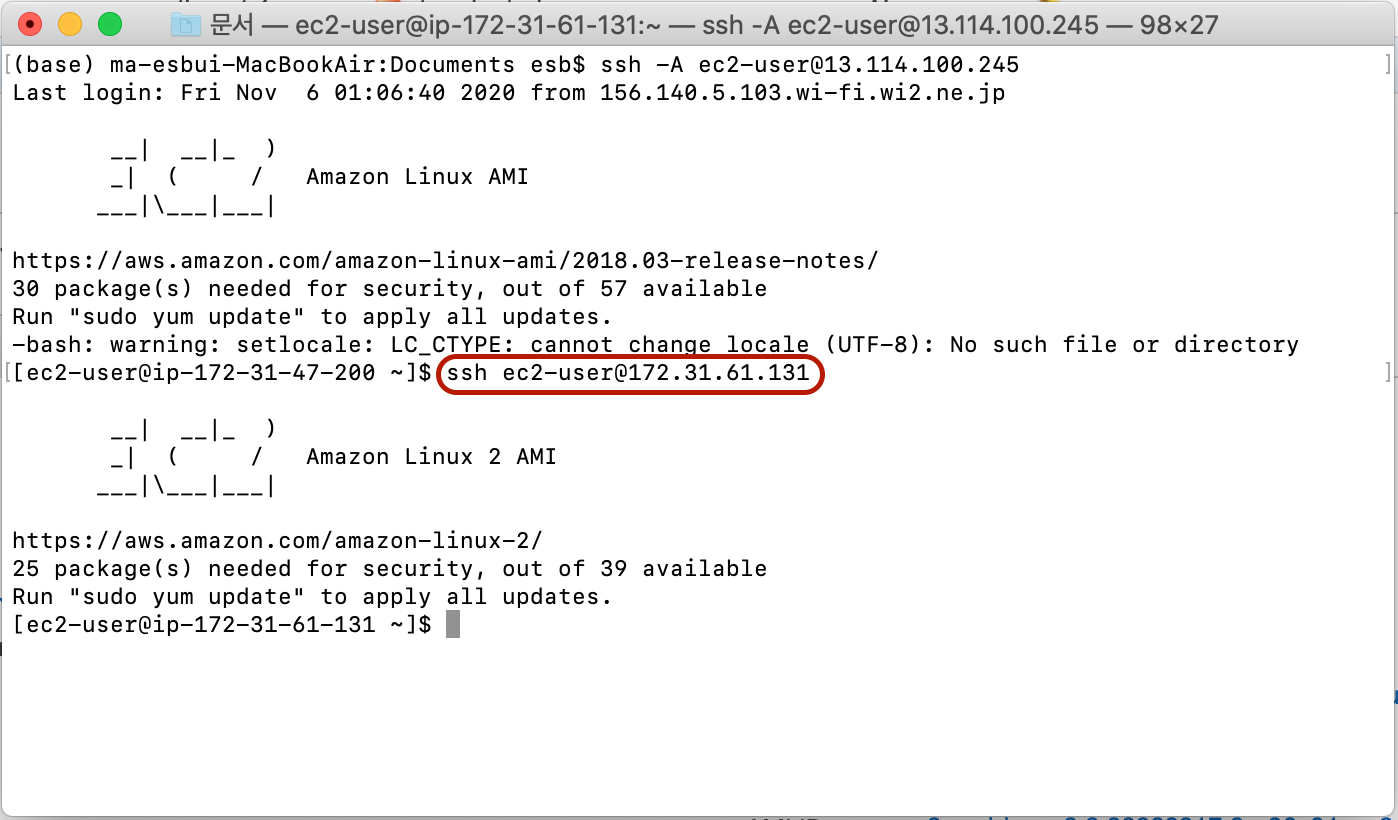 문서 — ec2-user@ip-172-31-61-131:~ — ssh -A ec2-user@13.114.100.245 — 98×27
[(base) ma-esbui-MacBookAir:Documents esb$ ssh -A ec2-user@13.114.100.245 ]
Last login: Fri Nov  6 01:06:40 2020 from 156.140.5.103.wi-fi.wi2.ne.jp
       __|  __|_  )
       _|  (     /   Amazon Linux AMI
      ___|\___|___|
https://aws.amazon.com/amazon-linux-ami/2018.03-release-notes/
30 package(s) needed for security, out of 57 available
Run "sudo yum update" to apply all updates.
-bash: warning: setlocale: LC_CTYPE: cannot change locale (UTF-8): No such file or directory
[[ec2-user@ip-172-31-47-200 ~]$ ssh ec2-user@172.31.61.131 ]
       __|  __|_  )
       _|  (     /   Amazon Linux 2 AMI
      ___|\___|___|
https://aws.amazon.com/amazon-linux-2/
25 package(s) needed for security, out of 39 available
Run "sudo yum update" to apply all updates.
[ec2-user@ip-172-31-61-131 ~]$